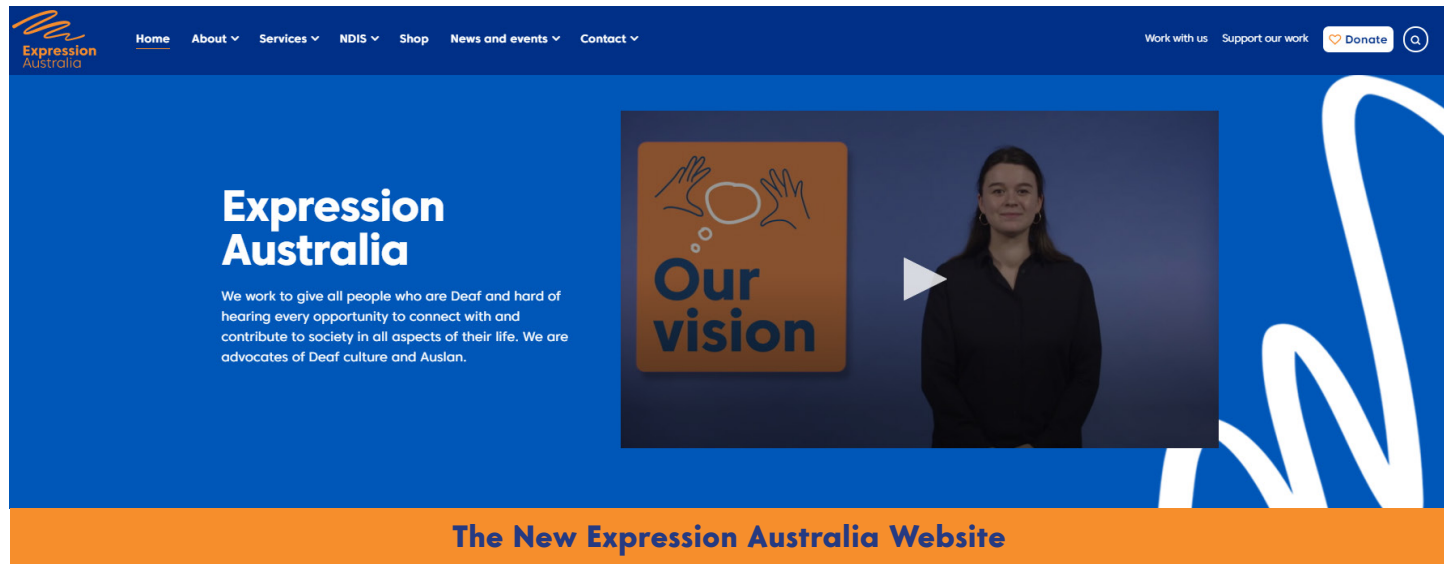 Expression
Australia
Home About Services NDIS Shop News and events Contact
Work with us Support our work Donate
Expression
Australia
We work to give all people who are Deaf and hard of
hearing every opportunity to connect with and
contribute to society in all aspects of their life. We are
advocates of Deaf culture and Auslan.
Our
vision
The New Expression Australia Website